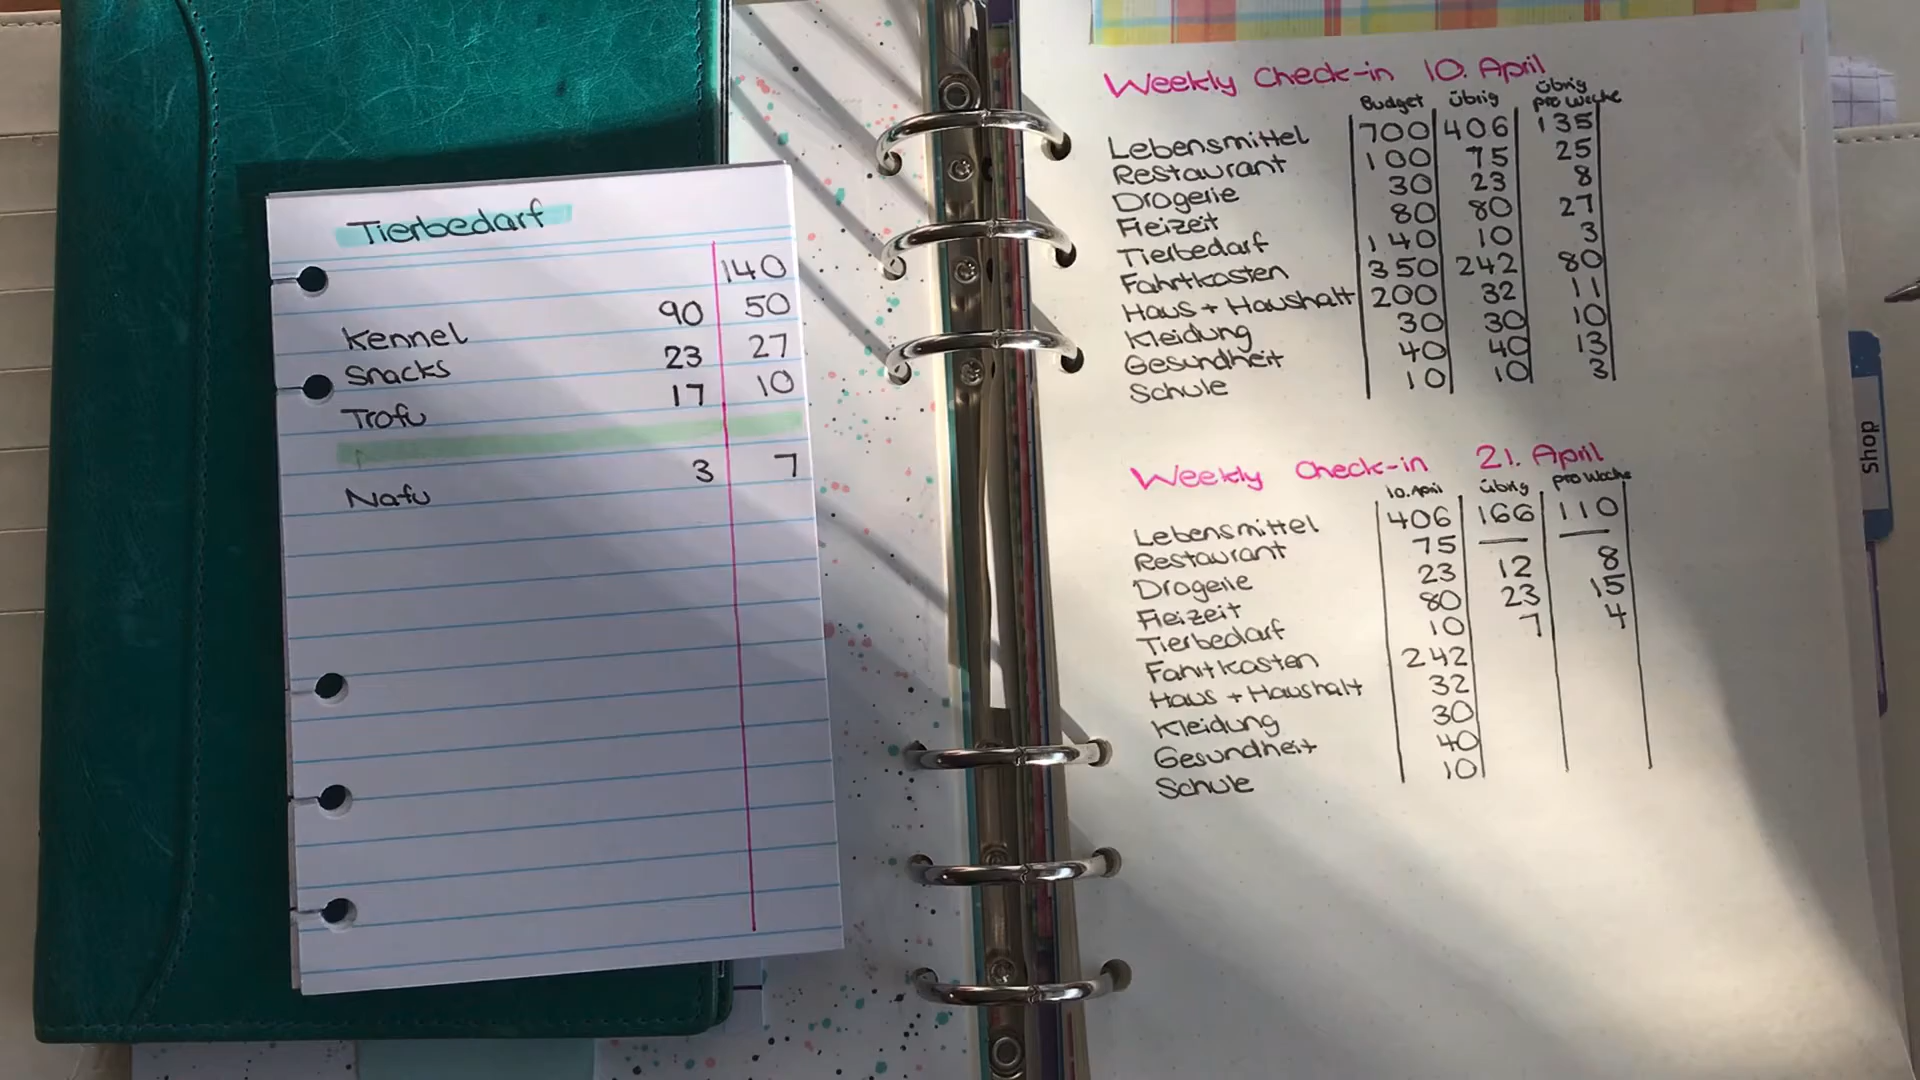 Tierbedarf
140
Kennel 90 50
Snacks 23 27
Trofu 17 10
Nafu 3 7
Weekly Check-in 10. April
Budget übrig übrig pro Woche
Lebensmittel 700 406 135
Restaurant 100 75 25
Drogerie 30 23 8
Freizeit 80 80 27
Tierbedarf 140 10 3
Fahrtkosten 350 242 80
Haus + Haushalt 200 32 11
Kleidung 30 30 10
Gesundheit 40 40 13
Schule 10 10 3
Weekly Check-in 21. April
10. April übrig pro Woche
Lebensmittel 406 166 110
Restaurant 75 — —
Drogerie 23 12 8
Freizeit 80 23 15
Tierbedarf 10 7 4
Fahrtkosten 242
Haus + Haushalt 32
Kleidung 30
Gesundheit 40
Schule 10
shop